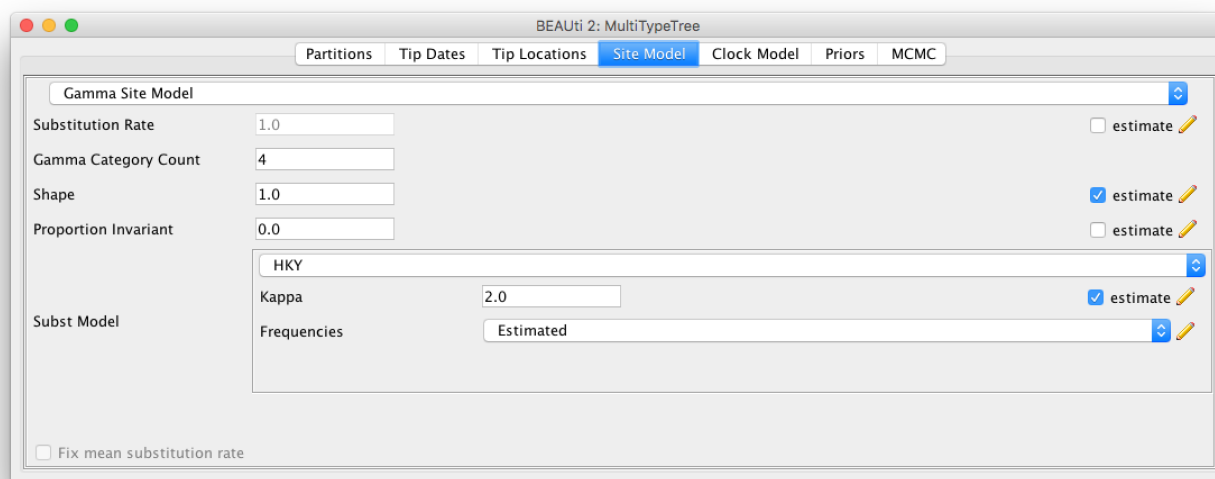 BEAUti 2: MultiTypeTree
Partitions Tip Dates Tip Locations Site Model Clock Model Priors MCMC
Gamma Site Model
Substitution Rate 1.0 estimate
Gamma Category Count 4
Shape 1.0 estimate
Proportion Invariant 0.0 estimate
HKY
Kappa 2.0 estimate
Subst Model
Frequencies Estimated
Fix mean substitution rate